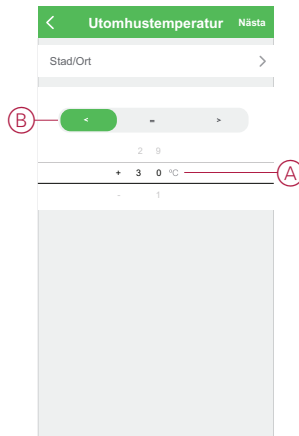 Utomhustemperatur Nästa
Stad/Ort
B < = >
2 9
+ 3 0 °C A
- 1